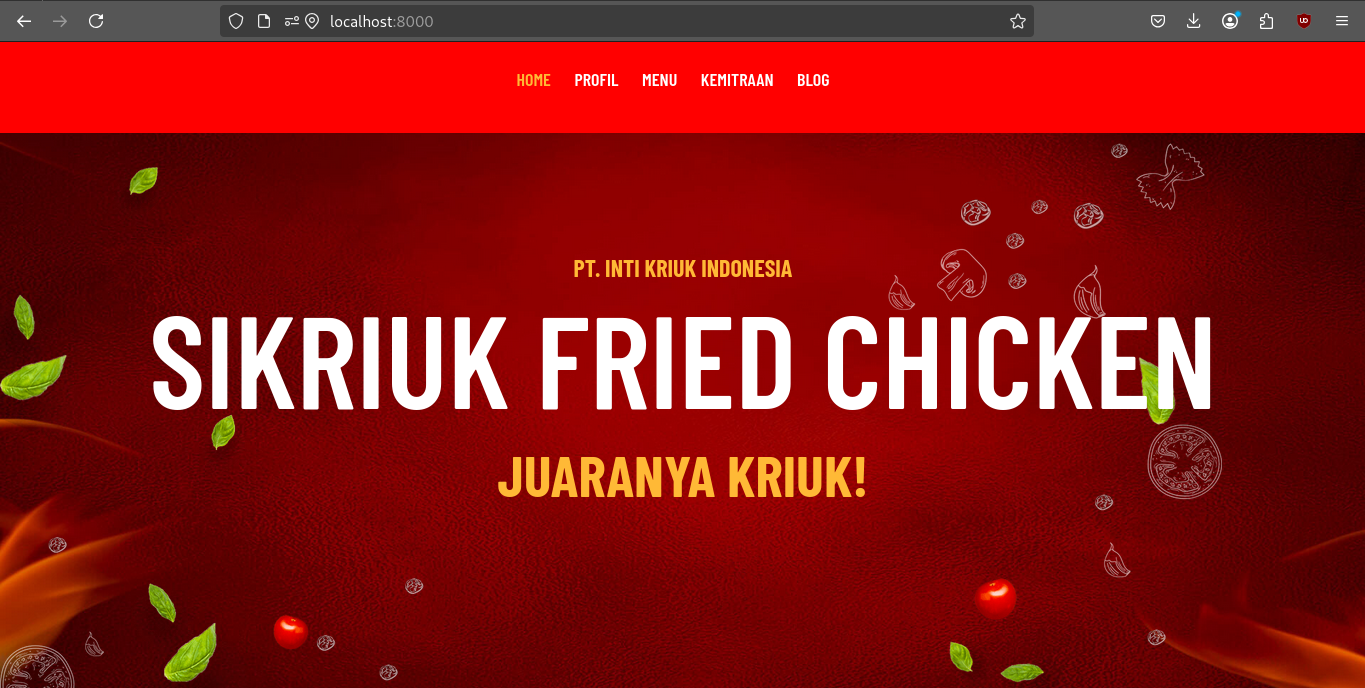 localhost:8000
HOME PROFIL MENU KEMITRAAN BLOG
PT. INTI KRIUK INDONESIA
SIKRIUK FRIED CHICKEN
JUARANYA KRIUK!